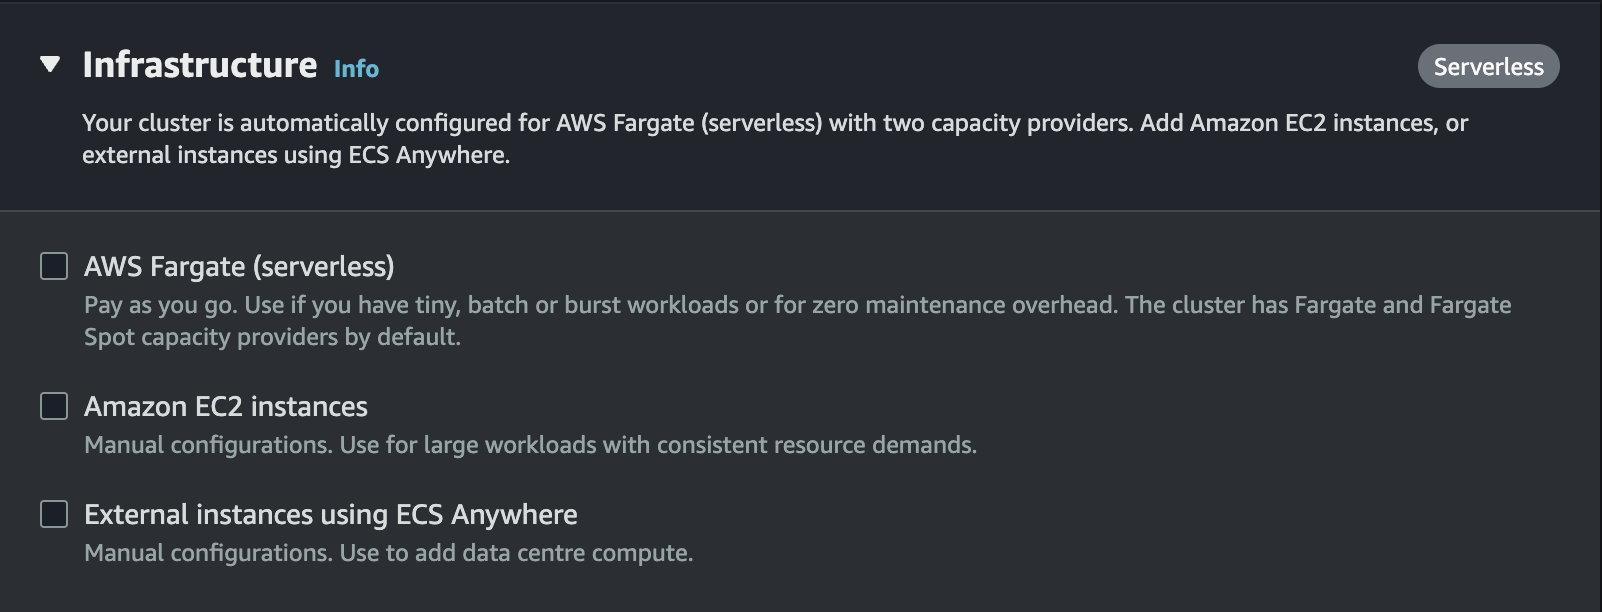 Infrastructure Info
Serverless
Your cluster is automatically configured for AWS Fargate (serverless) with two capacity providers. Add Amazon EC2 instances, or
external instances using ECS Anywhere.
AWS Fargate (serverless)
Pay as you go. Use if you have tiny, batch or burst workloads or for zero maintenance overhead. The cluster has Fargate and Fargate
Spot capacity providers by default.
Amazon EC2 instances
Manual configurations. Use for large workloads with consistent resource demands.
External instances using ECS Anywhere
Manual configurations. Use to add data centre compute.